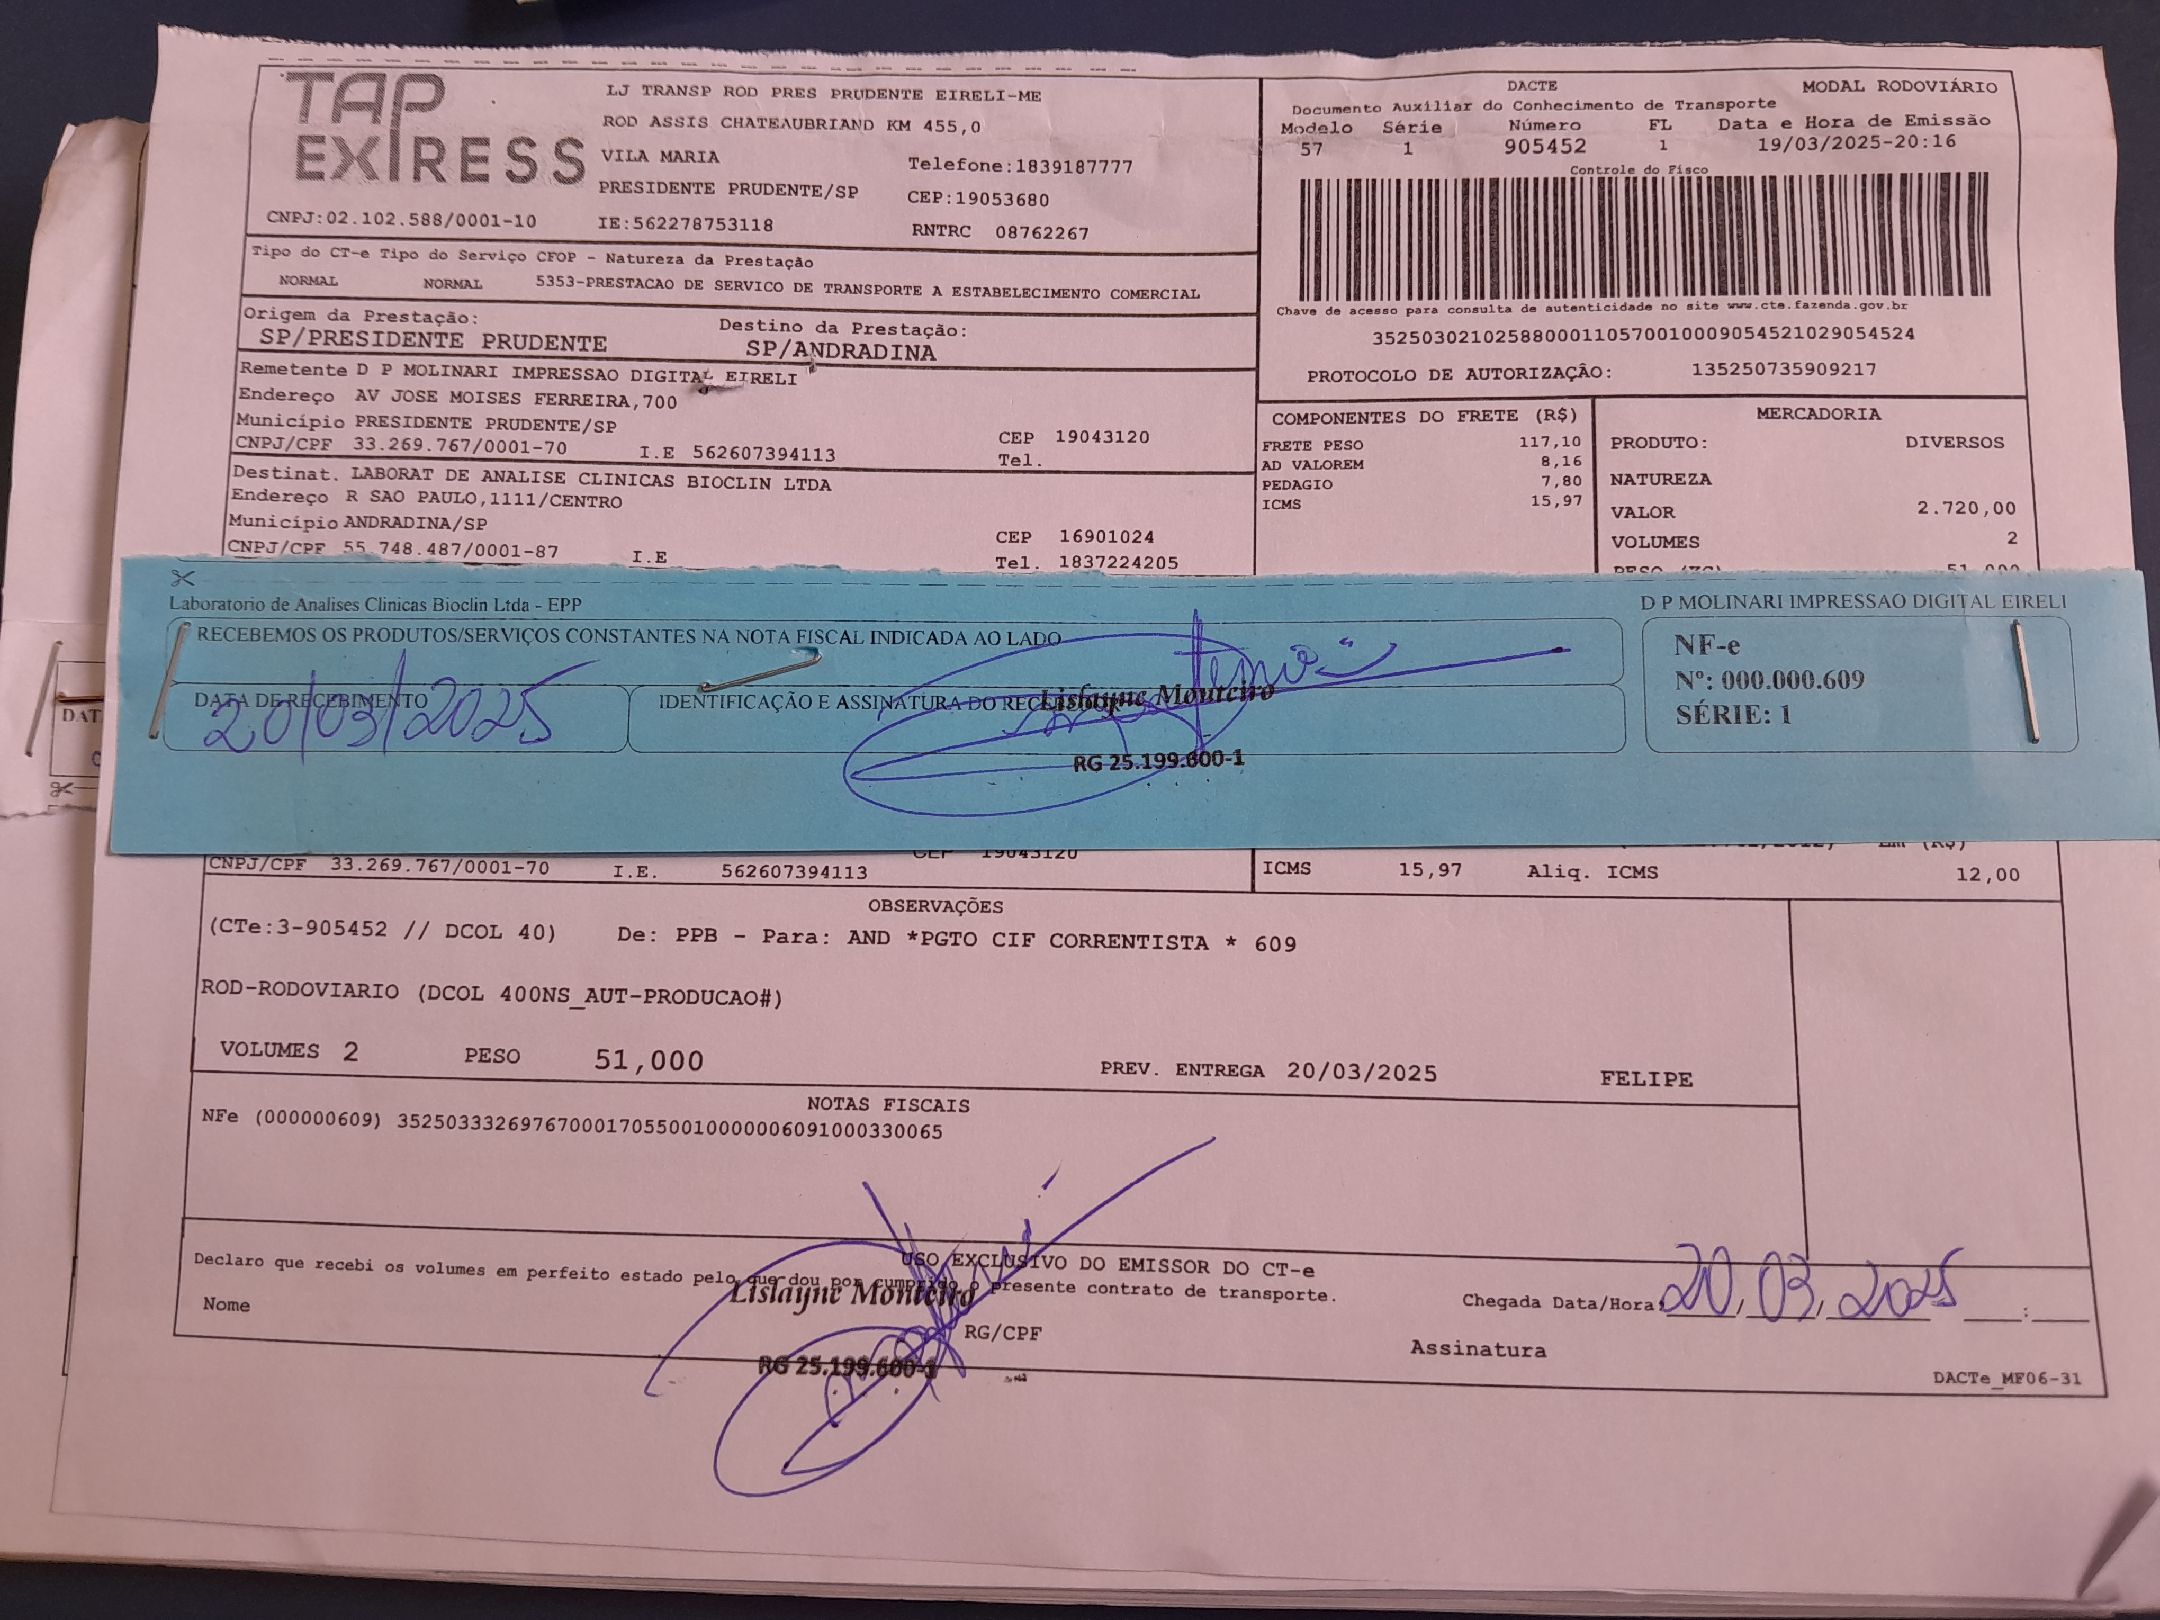 TAP EXPRESS
LJ TRANSP ROD PRES PRUDENTE EIRELI-ME
ROD ASSIS CHATEAUBRIAND KM 455,0
VILA MARIA
Telefone:1839187777
PRESIDENTE PRUDENTE/SP
CEP:19053680
CNPJ:02.102.588/0001-10
IE:562278753118
RNTRC 08762267
DACTE
MODAL RODOVIÁRIO
Documento Auxiliar do Conhecimento de Transporte
Modelo Série Número FL Data e Hora de Emissão
57 1 905452 1 19/03/2025-20:16
Controle do Fisco
Chave de acesso para consulta de autenticidade no site www.cte.fazenda.gov.br
35250302102588000110570010009054521029054524
PROTOCOLO DE AUTORIZAÇÃO: 135250735909217
Tipo do CT-e Tipo do Serviço CFOP - Natureza da Prestação
NORMAL NORMAL 5353-PRESTACAO DE SERVICO DE TRANSPORTE A ESTABELECIMENTO COMERCIAL
Origem da Prestação: Destino da Prestação:
SP/PRESIDENTE PRUDENTE SP/ANDRADINA
Remetente D P MOLINARI IMPRESSAO DIGITAL EIRELI
Endereço AV JOSE MOISES FERREIRA,700
Município PRESIDENTE PRUDENTE/SP
CEP 19043120
CNPJ/CPF 33.269.767/0001-70 I.E 562607394113
Tel.
Destinat. LABORAT DE ANALISE CLINICAS BIOCLIN LTDA
Endereço R SAO PAULO,1111/CENTRO
Município ANDRADINA/SP
CEP 16901024
CNPJ/CPF 55.748.487/0001-87 I.E
Tel. 1837224205
COMPONENTES DO FRETE (R$)
FRETE PESO 117,10
AD VALOREM 8,16
PEDAGIO 7,80
ICMS 15,97
MERCADORIA
PRODUTO: DIVERSOS
NATUREZA
VALOR 2.720,00
VOLUMES 2
PESO (KG) 51,000
Laboratorio de Analises Clinicas Bioclin Ltda - EPP
D P MOLINARI IMPRESSAO DIGITAL EIRELI
RECEBEMOS OS PRODUTOS/SERVIÇOS CONSTANTES NA NOTA FISCAL INDICADA AO LADO
NF-e
Nº: 000.000.609
SÉRIE: 1
DATA DE RECEBIMENTO
20/03/2025
IDENTIFICAÇÃO E ASSINATURA DO RECEBEDOR
Lislayne Monteiro
RG 25.199.600-1
DAT
CEP 19043120
CNPJ/CPF 33.269.767/0001-70 I.E. 562607394113
Em (R$)
ICMS 15,97 Aliq. ICMS 12,00
OBSERVAÇÕES
(CTe:3-905452 // DCOL 40) De: PPB - Para: AND *PGTO CIF CORRENTISTA * 609
ROD-RODOVIARIO (DCOL 400NS_AUT-PRODUCAO#)
VOLUMES 2 PESO 51,000 PREV. ENTREGA 20/03/2025 FELIPE
NOTAS FISCAIS
NFe (000000609) 35250333269767000170550010000006091000330065
USO EXCLUSIVO DO EMISSOR DO CT-e
Declaro que recebi os volumes em perfeito estado pelo que dou por cumprido o presente contrato de transporte.
Lislayne Monteiro
Chegada Data/Hora: 20/03/2025 :
Nome
RG/CPF
Assinatura
RG 25.199.600-1
DACTe_MF06-31